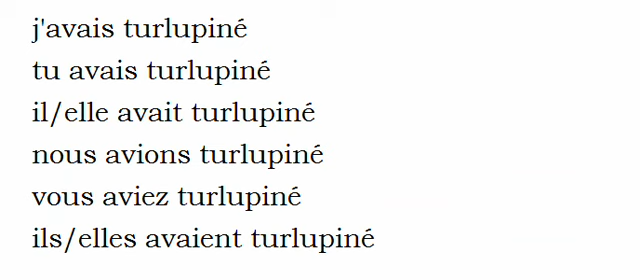 j'avais turlupiné
tu avais turlupiné
il/elle avait turlupiné
nous avions turlupiné
vous aviez turlupiné
ils/elles avaient turlupiné